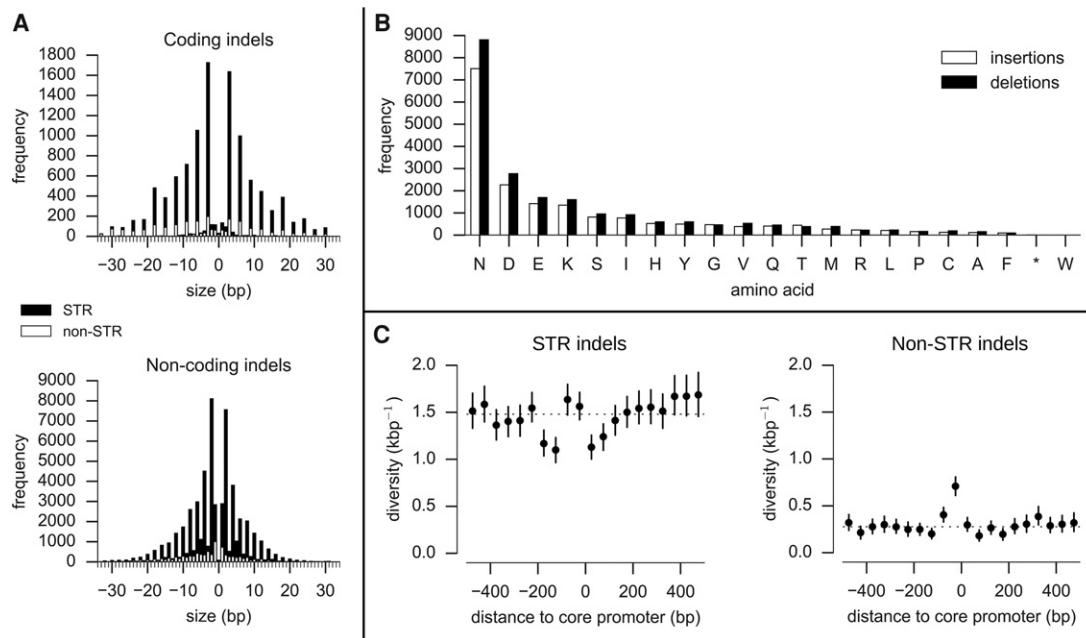 A
Coding indels
1800
1600
1400
1200
1000
800
600
400
200
0
frequency
−30 −20 −10 0 10 20 30
size (bp)
STR
non-STR
Non-coding indels
9000
8000
7000
6000
5000
4000
3000
2000
1000
0
frequency
−30 −20 −10 0 10 20 30
size (bp)
B
9000
8000
7000
6000
5000
4000
3000
2000
1000
0
frequency
insertions
deletions
N D E K S I H Y G V Q T M R L P C A F * W
amino acid
C
STR indels
2.0
1.5
1.0
0.5
0.0
diversity (kbp⁻¹)
−400 −200 0 200 400
distance to core promoter (bp)
Non-STR indels
2.0
1.5
1.0
0.5
0.0
diversity (kbp⁻¹)
−400 −200 0 200 400
distance to core promoter (bp)